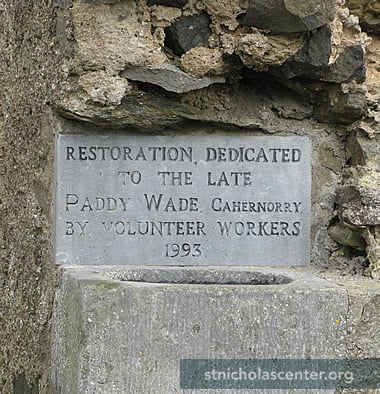 RESTORATION, DEDICATED
TO THE LATE
PADDY WADE, CAHERNORRY,
BY VOLUNTEER WORKERS
1993
stnicholascenter.org